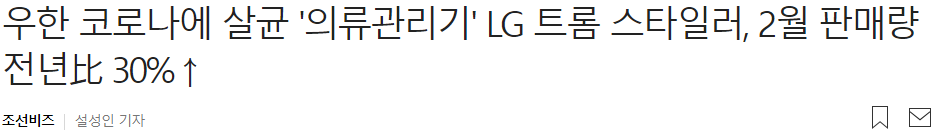 우한 코로나에 살균 '의류관리기' LG 트롬 스타일러, 2월 판매량
전년比 30%↑
조선비즈 | 설성인 기자